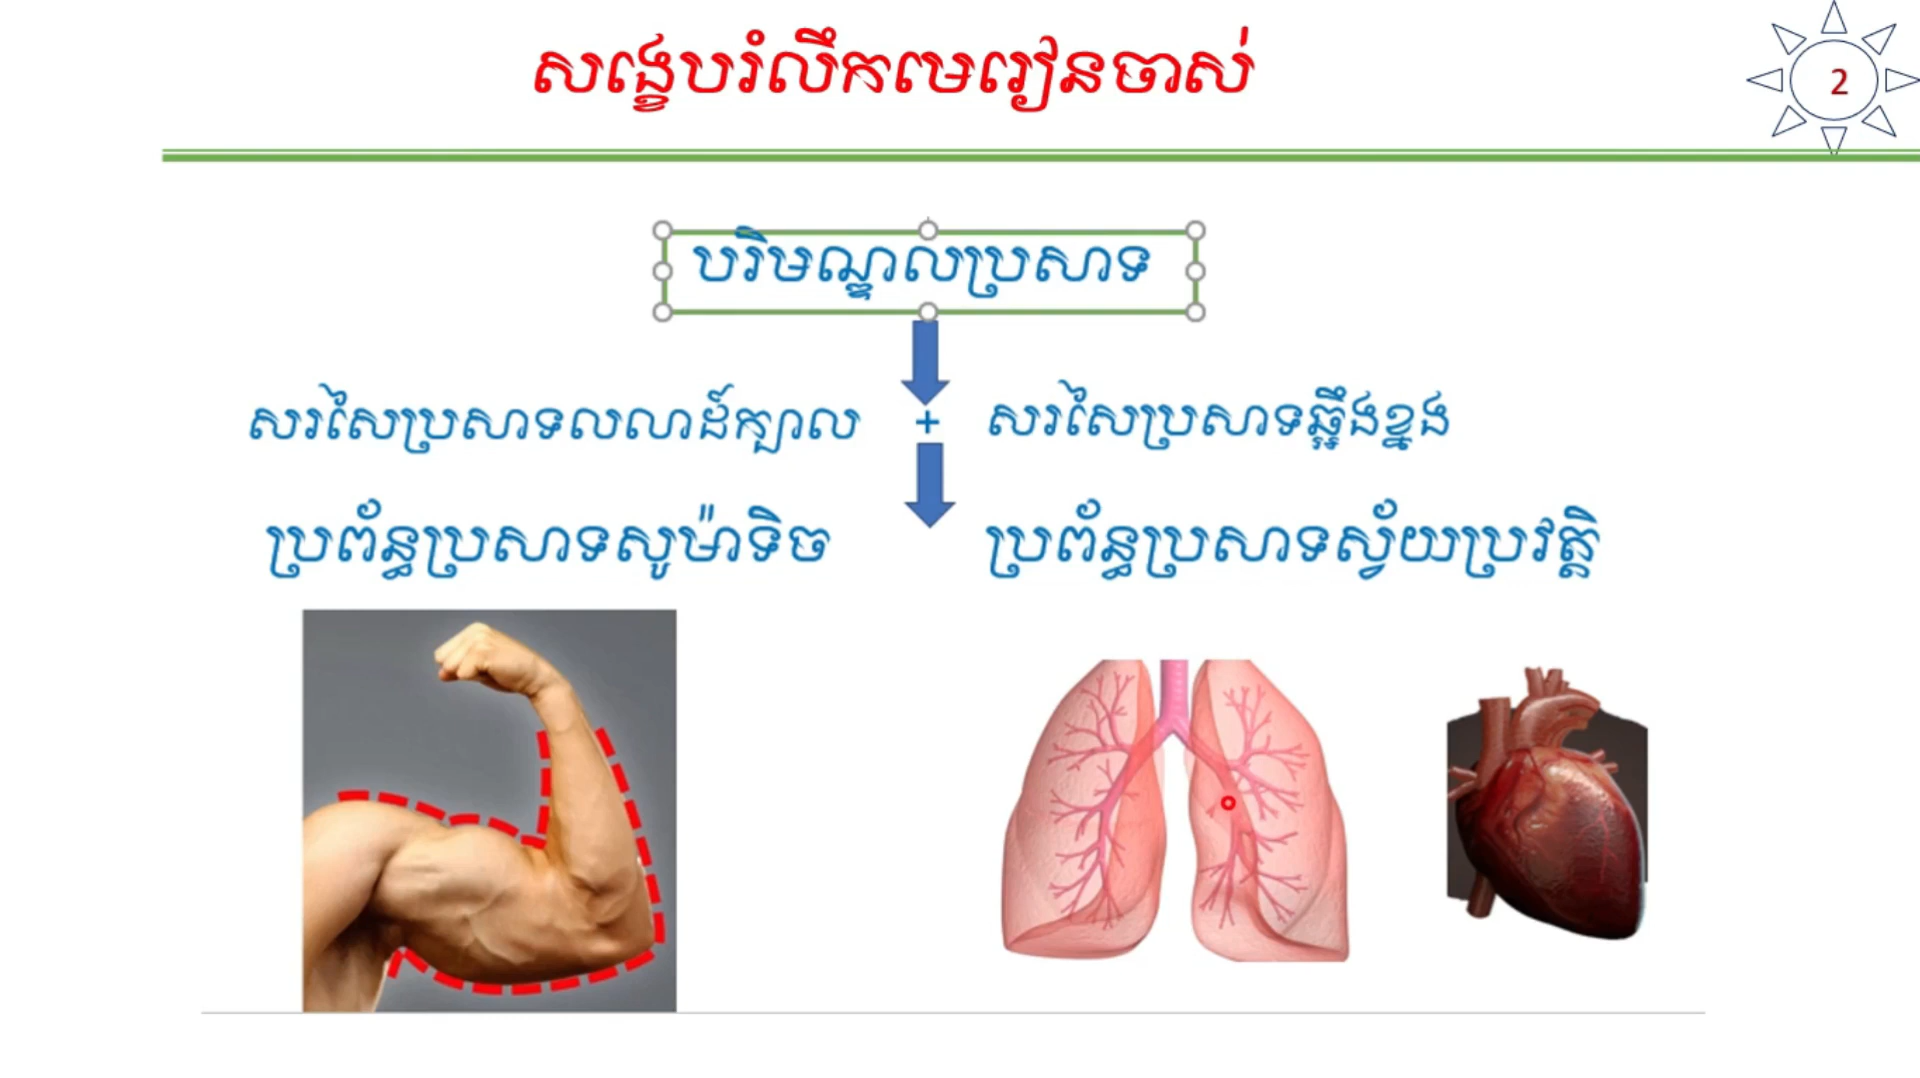 សង្ខេបរំលឹកមេរៀនចាស់
2
បរិមណ្ឌលប្រសាទ
សរសៃប្រសាទលលាដ៍ក្បាល + សរសៃប្រសាទឆ្អឹងខ្នង
ប្រព័ន្ធប្រសាទសូម៉ាទិច ប្រព័ន្ធប្រសាទស្វ័យប្រវត្តិ